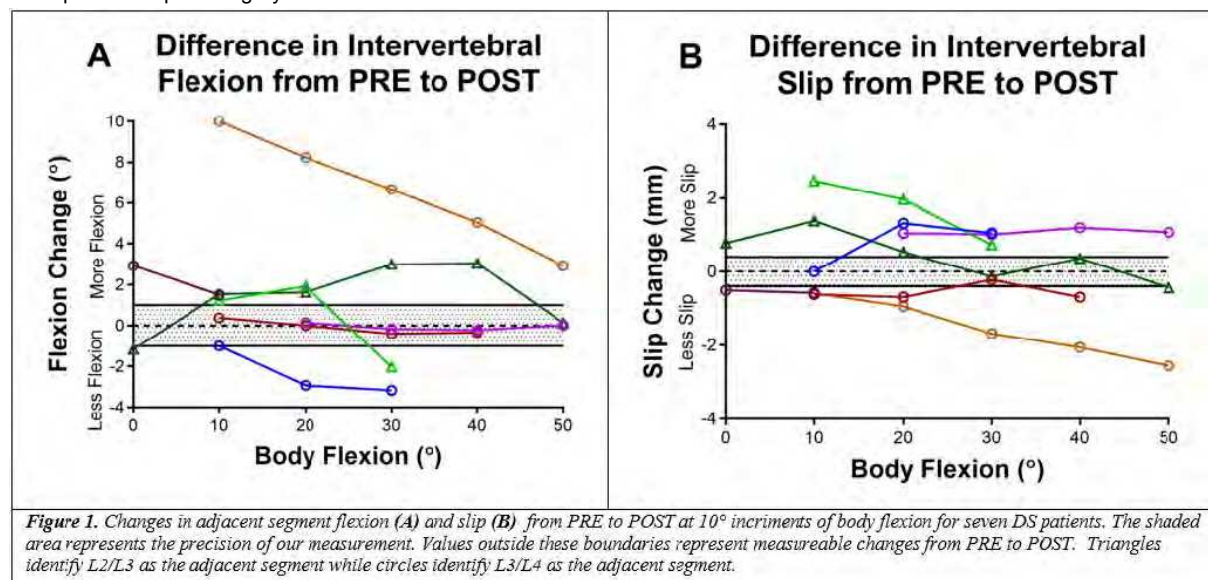 A
Difference in Intervertebral
Flexion from PRE to POST
Flexion Change (°)
Less Flexion
More Flexion
10
8
6
4
2
0
-2
-4
0
10
20
30
40
50
Body Flexion (°)
B
Difference in Intervertebral
Slip from PRE to POST
Slip Change (mm)
Less Slip
More Slip
4
2
0
-2
-4
0
10
20
30
40
50
Body Flexion (°)
Figure 1. Changes in adjacent segment flexion (A) and slip (B) from PRE to POST at 10° incriments of body flexion for seven DS patients. The shaded
area represents the precision of our measurement. Values outside these boundaries represent measureable changes from PRE to POST. Triangles
identify L2/L3 as the adjacent segment while circles identify L3/L4 as the adjacent segment.